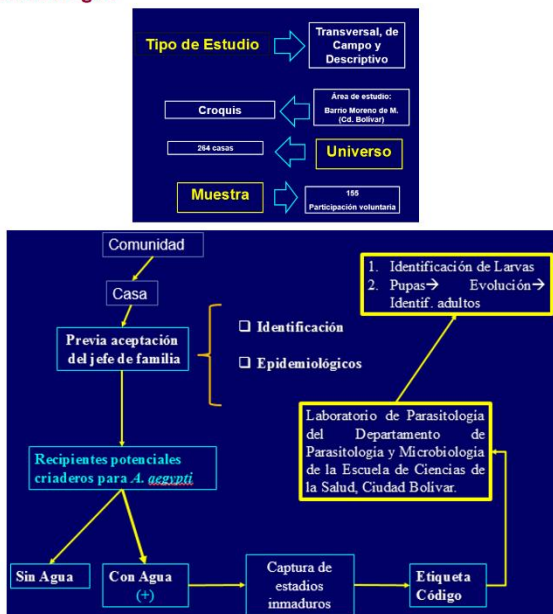 Tipo de Estudio
Transversal, de
Campo y
Descriptivo
Croquis
Área de estudio:
Barrio Moreno de M.
(Cd. Bolívar)
264 casas
Universo
Muestra
155
Participación voluntaria
Comunidad
Casa
Previa aceptación
del jefe de familia
Identificación
Epidemiológicos
1. Identificación de Larvas
2. Pupas→ Evolución→
Identif. adultos
Laboratorio de Parasitología
del Departamento de
Parasitología y Microbiología
de la Escuela de Ciencias de
la Salud, Ciudad Bolívar.
Recipientes potenciales
criaderos para A. aegypti
Sin Agua
Con Agua
(+)
Captura de
estadios
inmaduros
Etiqueta
Código